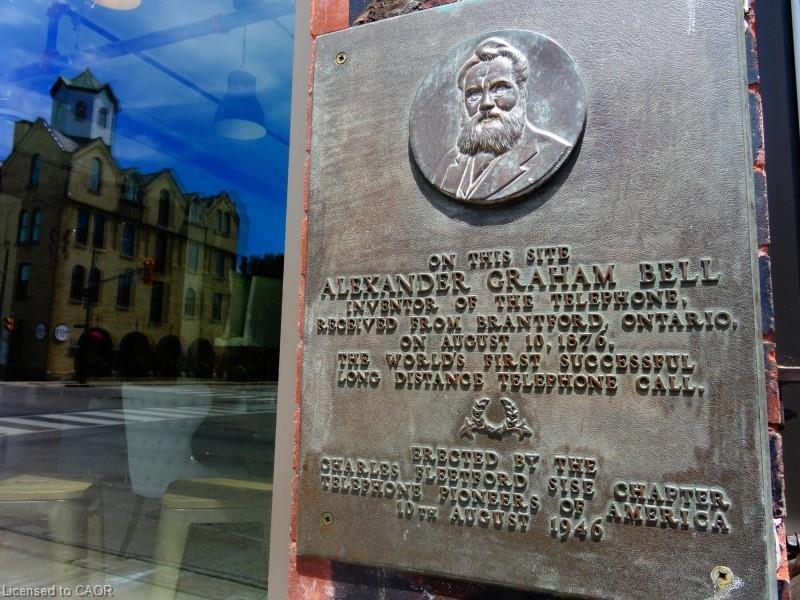 ON THIS SITE
ALEXANDER GRAHAM BELL
INVENTOR OF THE TELEPHONE,
RECEIVED FROM BRANTFORD, ONTARIO,
ON AUGUST 10, 1876,
THE WORLD'S FIRST SUCCESSFUL
LONG DISTANCE TELEPHONE CALL.
ERECTED BY THE
CHARLES FLEETFORD SISE CHAPTER
TELEPHONE PIONEERS OF AMERICA
10TH AUGUST 1946
Licensed to CAOR